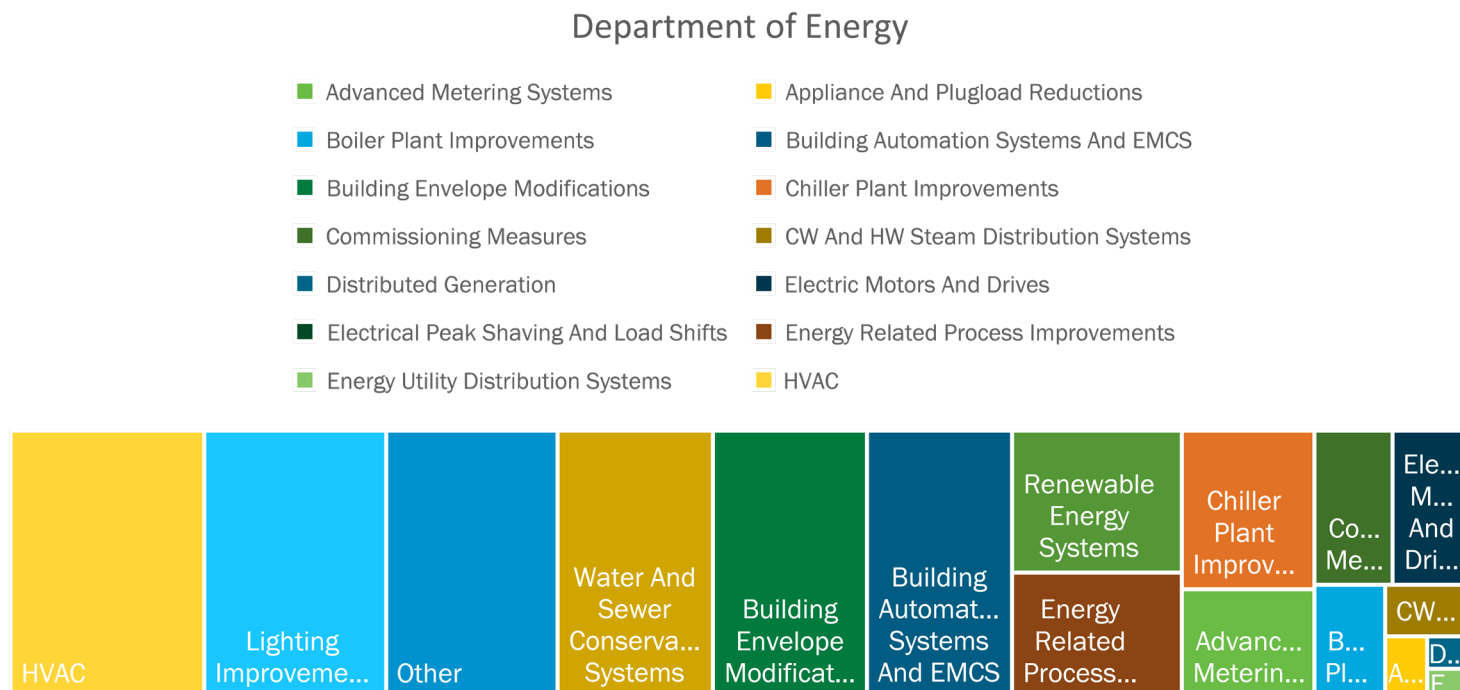 Department of Energy
Advanced Metering Systems
Appliance And Plugload Reductions
Boiler Plant Improvements
Building Automation Systems And EMCS
Building Envelope Modifications
Chiller Plant Improvements
Commissioning Measures
CW And HW Steam Distribution Systems
Distributed Generation
Electric Motors And Drives
Electrical Peak Shaving And Load Shifts
Energy Related Process Improvements
Energy Utility Distribution Systems
HVAC
HVAC
Lighting
Improveme...
Other
Water And
Sewer
Conserva...
Systems
Building
Envelope
Modificat...
Building
Automat...
Systems
And EMCS
Renewable
Energy
Systems
Energy
Related
Process...
Chiller
Plant
Improv...
Advanc...
Meterin...
Co...
Me...
Ele...
M...
And
Dri...
B...
Pl...
CW...
A...
D...